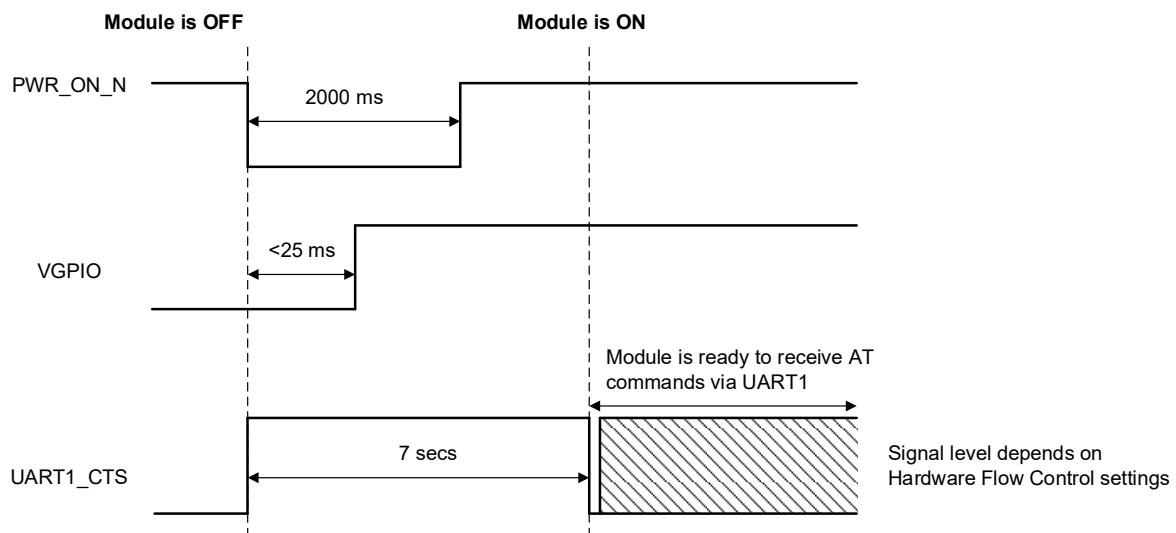 Module is OFF
Module is ON
PWR_ON_N
2000 ms
<25 ms
VGPIO
Module is ready to receive AT
commands via UART1
7 secs
UART1_CTS
Signal level depends on
Hardware Flow Control settings